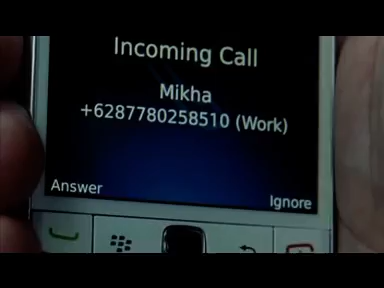 Incoming Call
Mikha
+6287780258510 (Work)
Answer
Ignore